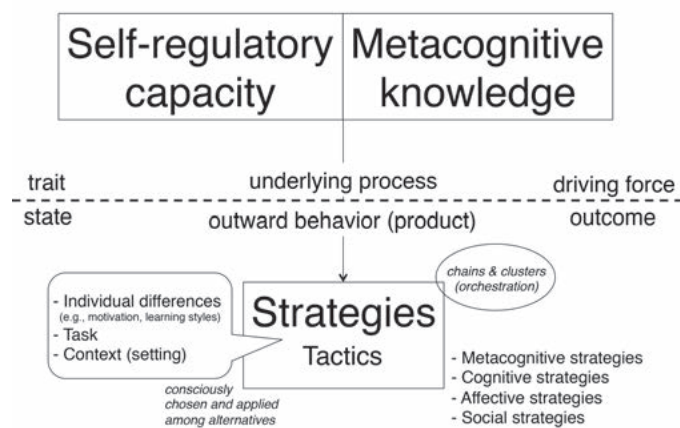 Self-regulatory
capacity
Metacognitive
knowledge
trait
underlying process
driving force
state
outward behavior (product)
outcome
chains & clusters
(orchestration)
- Individual differences
(e.g., motivation, learning styles)
- Task
- Context (setting)
Strategies
Tactics
consciously
chosen and applied
among alternatives
- Metacognitive strategies
- Cognitive strategies
- Affective strategies
- Social strategies